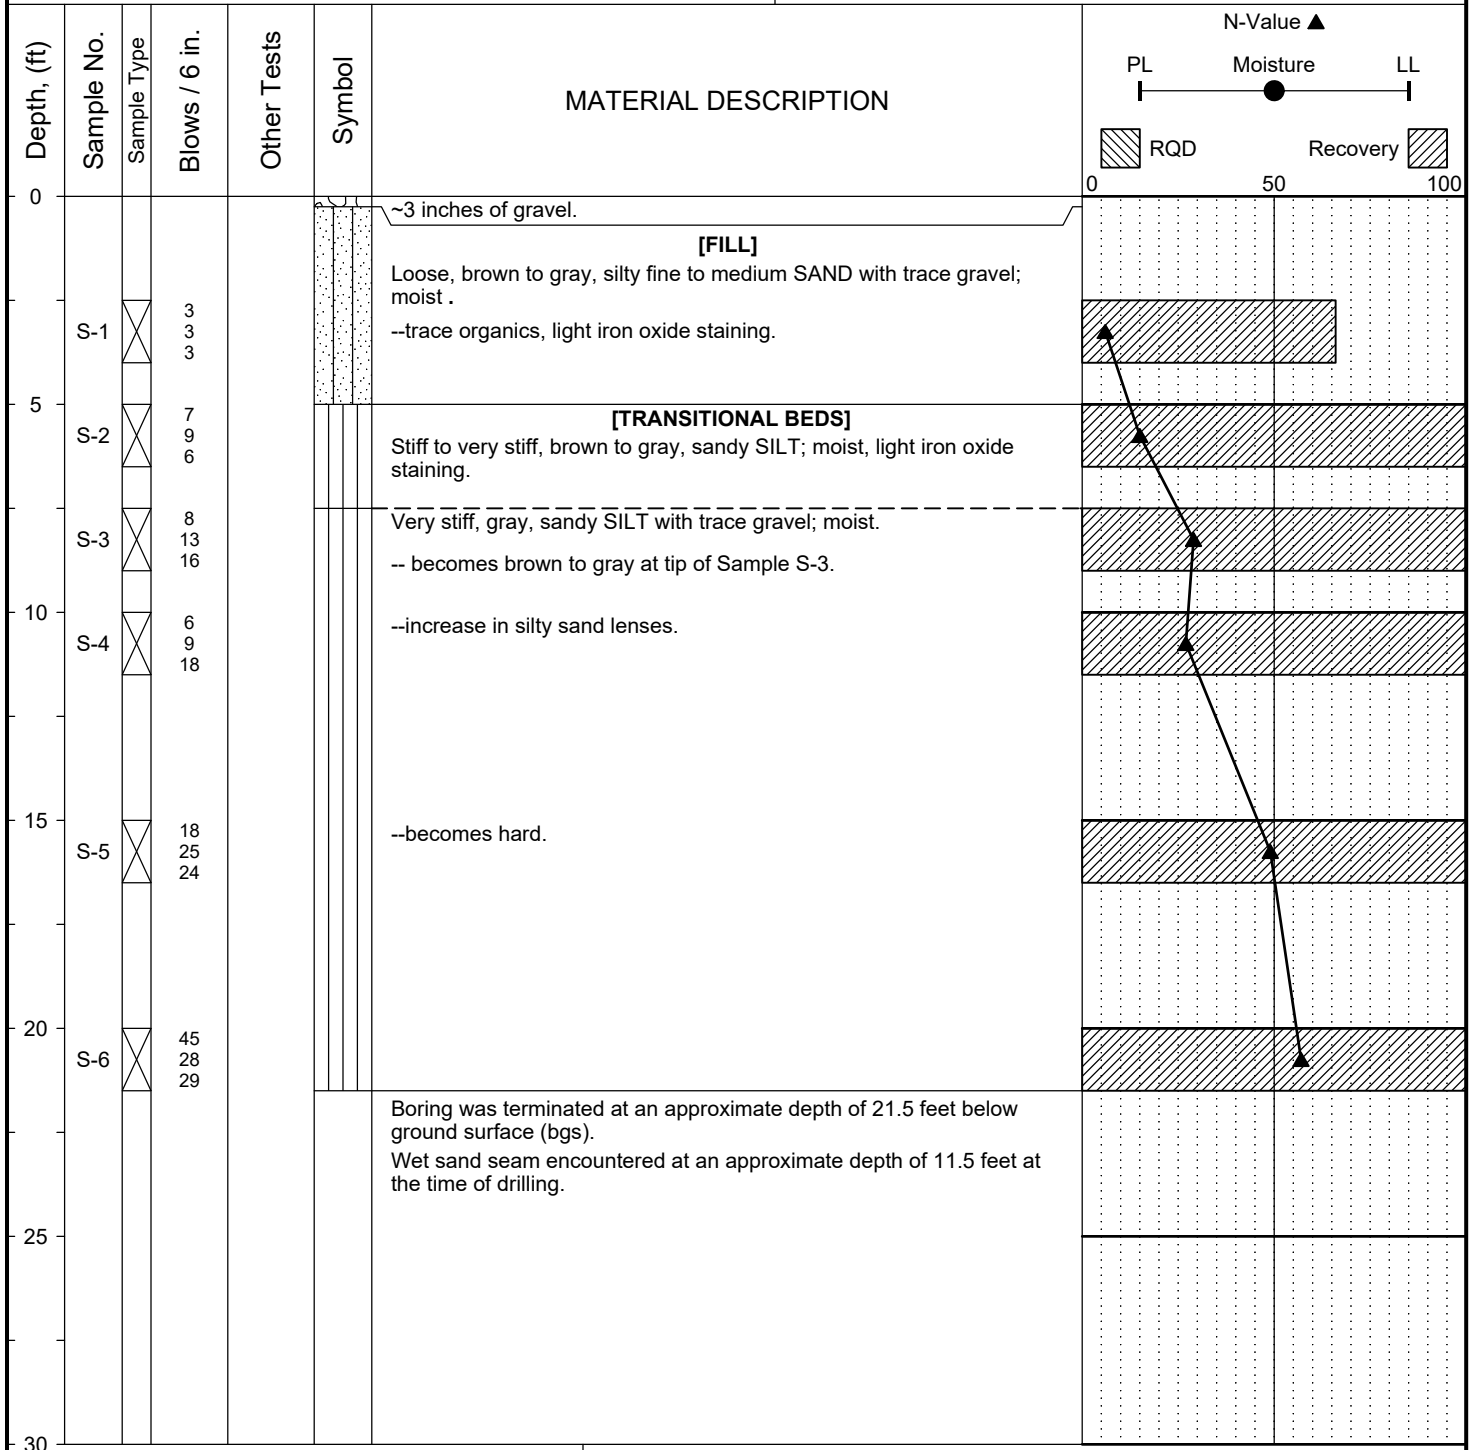 Depth, (ft)
Sample No.
Sample Type
Blows / 6 in.
Other Tests
Symbol
MATERIAL DESCRIPTION
N-Value ▲
PL Moisture LL
RQD Recovery
0 50 100
0
~3 inches of gravel.
[FILL]
Loose, brown to gray, silty fine to medium SAND with trace gravel;
moist .
S-1
3
3
3
--trace organics, light iron oxide staining.
5
[TRANSITIONAL BEDS]
S-2
7
9
6
Stiff to very stiff, brown to gray, sandy SILT; moist, light iron oxide
staining.
S-3
8
13
16
Very stiff, gray, sandy SILT with trace gravel; moist.
-- becomes brown to gray at tip of Sample S-3.
10
S-4
6
9
18
--increase in silty sand lenses.
15
S-5
18
25
24
--becomes hard.
20
S-6
45
28
29
Boring was terminated at an approximate depth of 21.5 feet below
ground surface (bgs).
Wet sand seam encountered at an approximate depth of 11.5 feet at
the time of drilling.
25
30